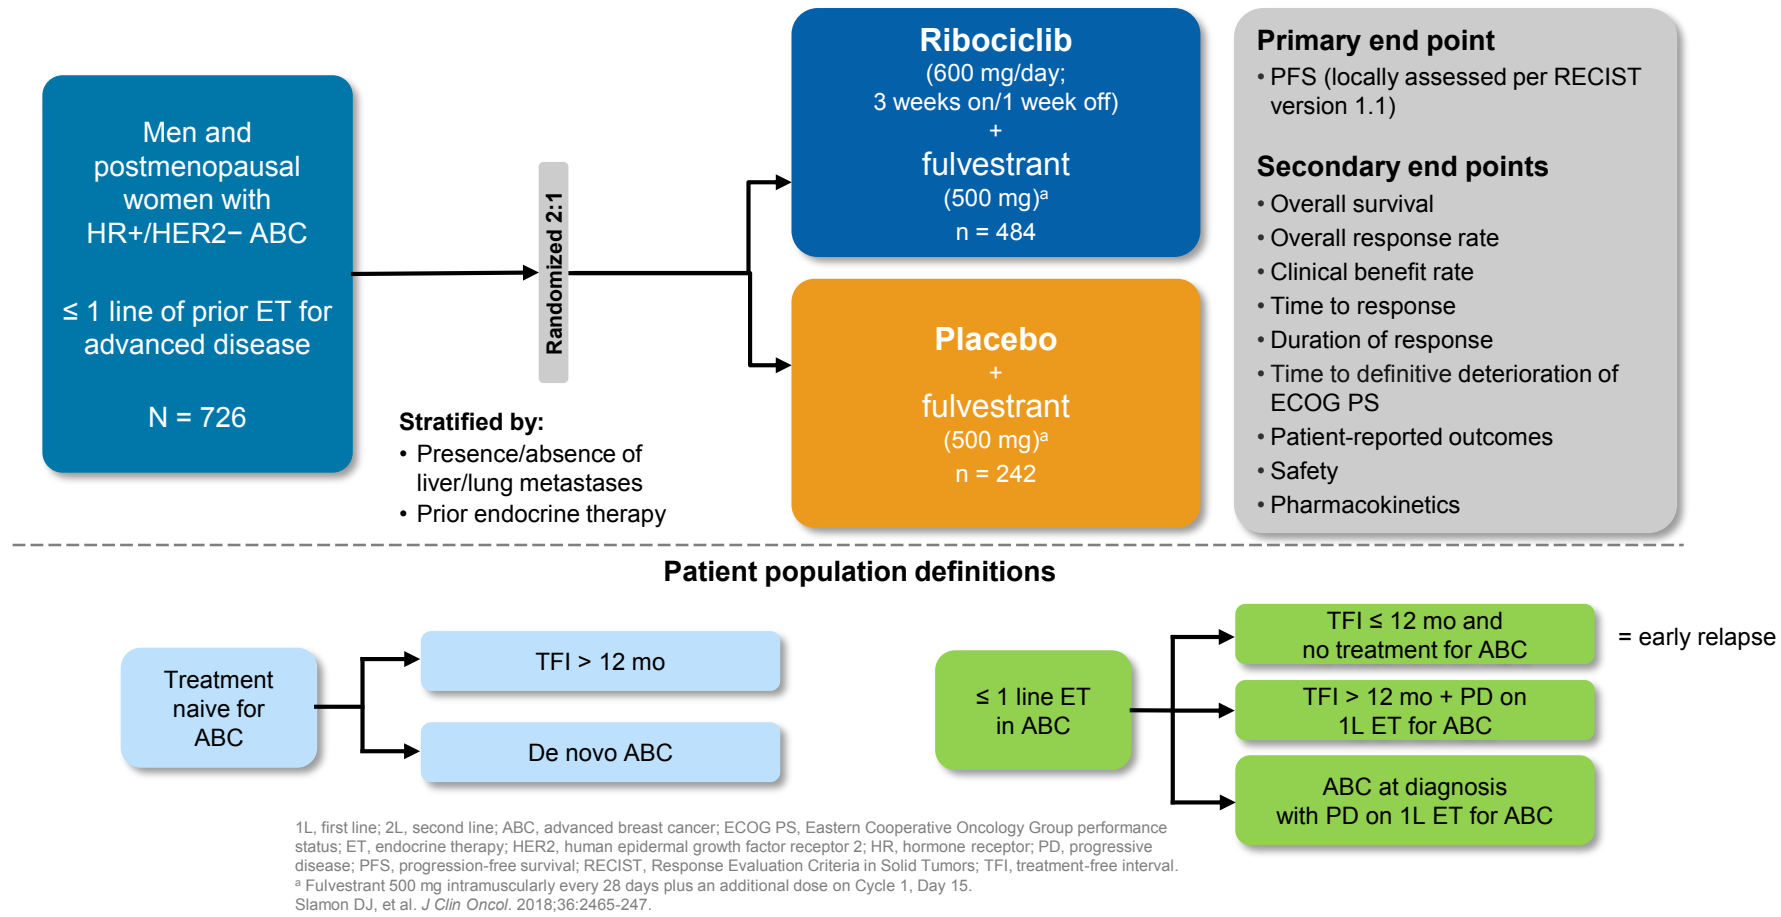 Men and
postmenopausal
women with
HR+/HER2− ABC
≤ 1 line of prior ET for
advanced disease
N = 726
Randomized 2:1
Stratified by:
• Presence/absence of
liver/lung metastases
• Prior endocrine therapy
Ribociclib
(600 mg/day;
3 weeks on/1 week off)
+
fulvestrant
(500 mg)ᵃ
n = 484
Placebo
+
fulvestrant
(500 mg)ᵃ
n = 242
Primary end point
• PFS (locally assessed per RECIST
version 1.1)
Secondary end points
• Overall survival
• Overall response rate
• Clinical benefit rate
• Time to response
• Duration of response
• Time to definitive deterioration of
ECOG PS
• Patient-reported outcomes
• Safety
• Pharmacokinetics
Patient population definitions
Treatment
naive for
ABC
TFI > 12 mo
De novo ABC
≤ 1 line ET
in ABC
TFI ≤ 12 mo and
no treatment for ABC
= early relapse
TFI > 12 mo + PD on
1L ET for ABC
ABC at diagnosis
with PD on 1L ET for ABC
1L, first line; 2L, second line; ABC, advanced breast cancer; ECOG PS, Eastern Cooperative Oncology Group performance
status; ET, endocrine therapy; HER2, human epidermal growth factor receptor 2; HR, hormone receptor; PD, progressive
disease; PFS, progression-free survival; RECIST, Response Evaluation Criteria in Solid Tumors; TFI, treatment-free interval.
ᵃ Fulvestrant 500 mg intramuscularly every 28 days plus an additional dose on Cycle 1, Day 15.
Slamon DJ, et al. J Clin Oncol. 2018;36:2465-247.